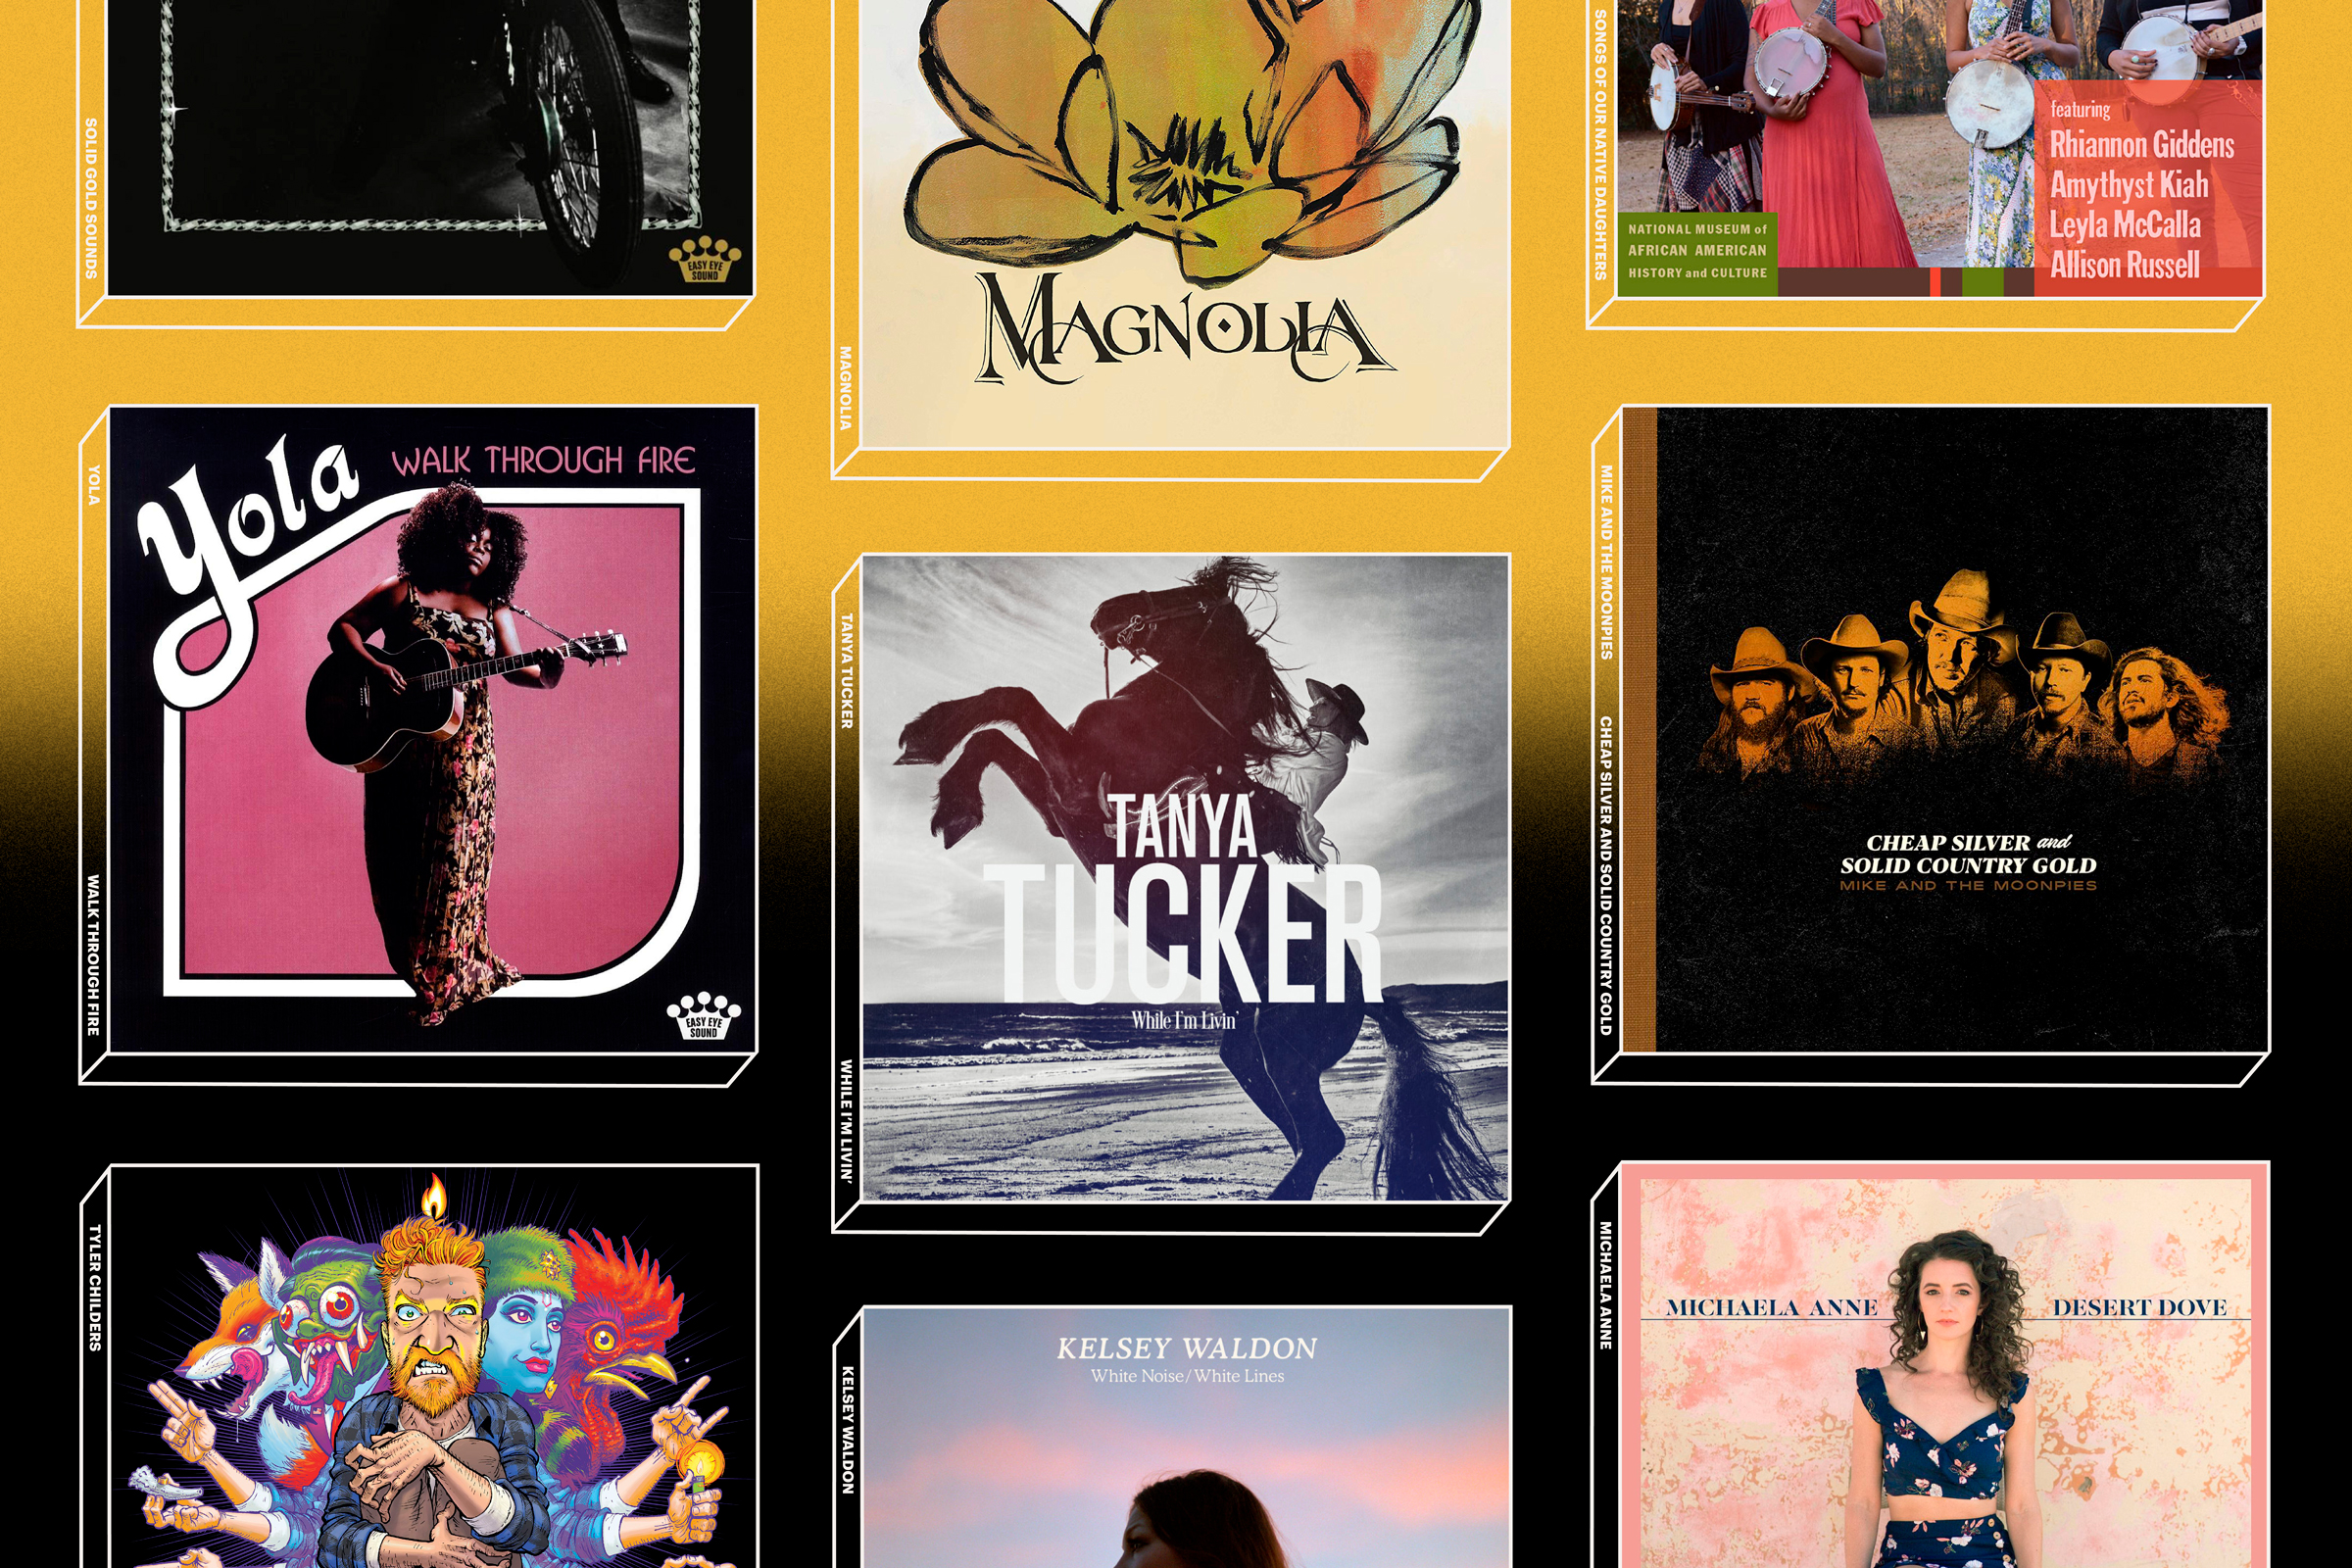 SOLID GOLD SOUNDS
EASY EYE
SOUND
MAGNOLIA
MAGNOLIA
SONGS OF OUR NATIVE DAUGHTERS
NATIONAL MUSEUM of
AFRICAN AMERICAN
HISTORY and CULTURE
featuring
Rhiannon Giddens
Amythyst Kiah
Leyla McCalla
Allison Russell
YOLA
WALK THROUGH FIRE
Yola
WALK THROUGH FIRE
EASY EYE
SOUND
TANYA TUCKER
WHILE I'M LIVIN'
TANYA
TUCKER
While I'm Livin'
MIKE AND THE MOONPIES
CHEAP SILVER AND SOLID COUNTRY GOLD
CHEAP SILVER and
SOLID COUNTRY GOLD
MIKE AND THE MOONPIES
TYLER CHILDERS
KELSEY WALDON
KELSEY WALDON
White Noise/White Lines
MICHAELA ANNE
MICHAELA ANNE
DESERT DOVE